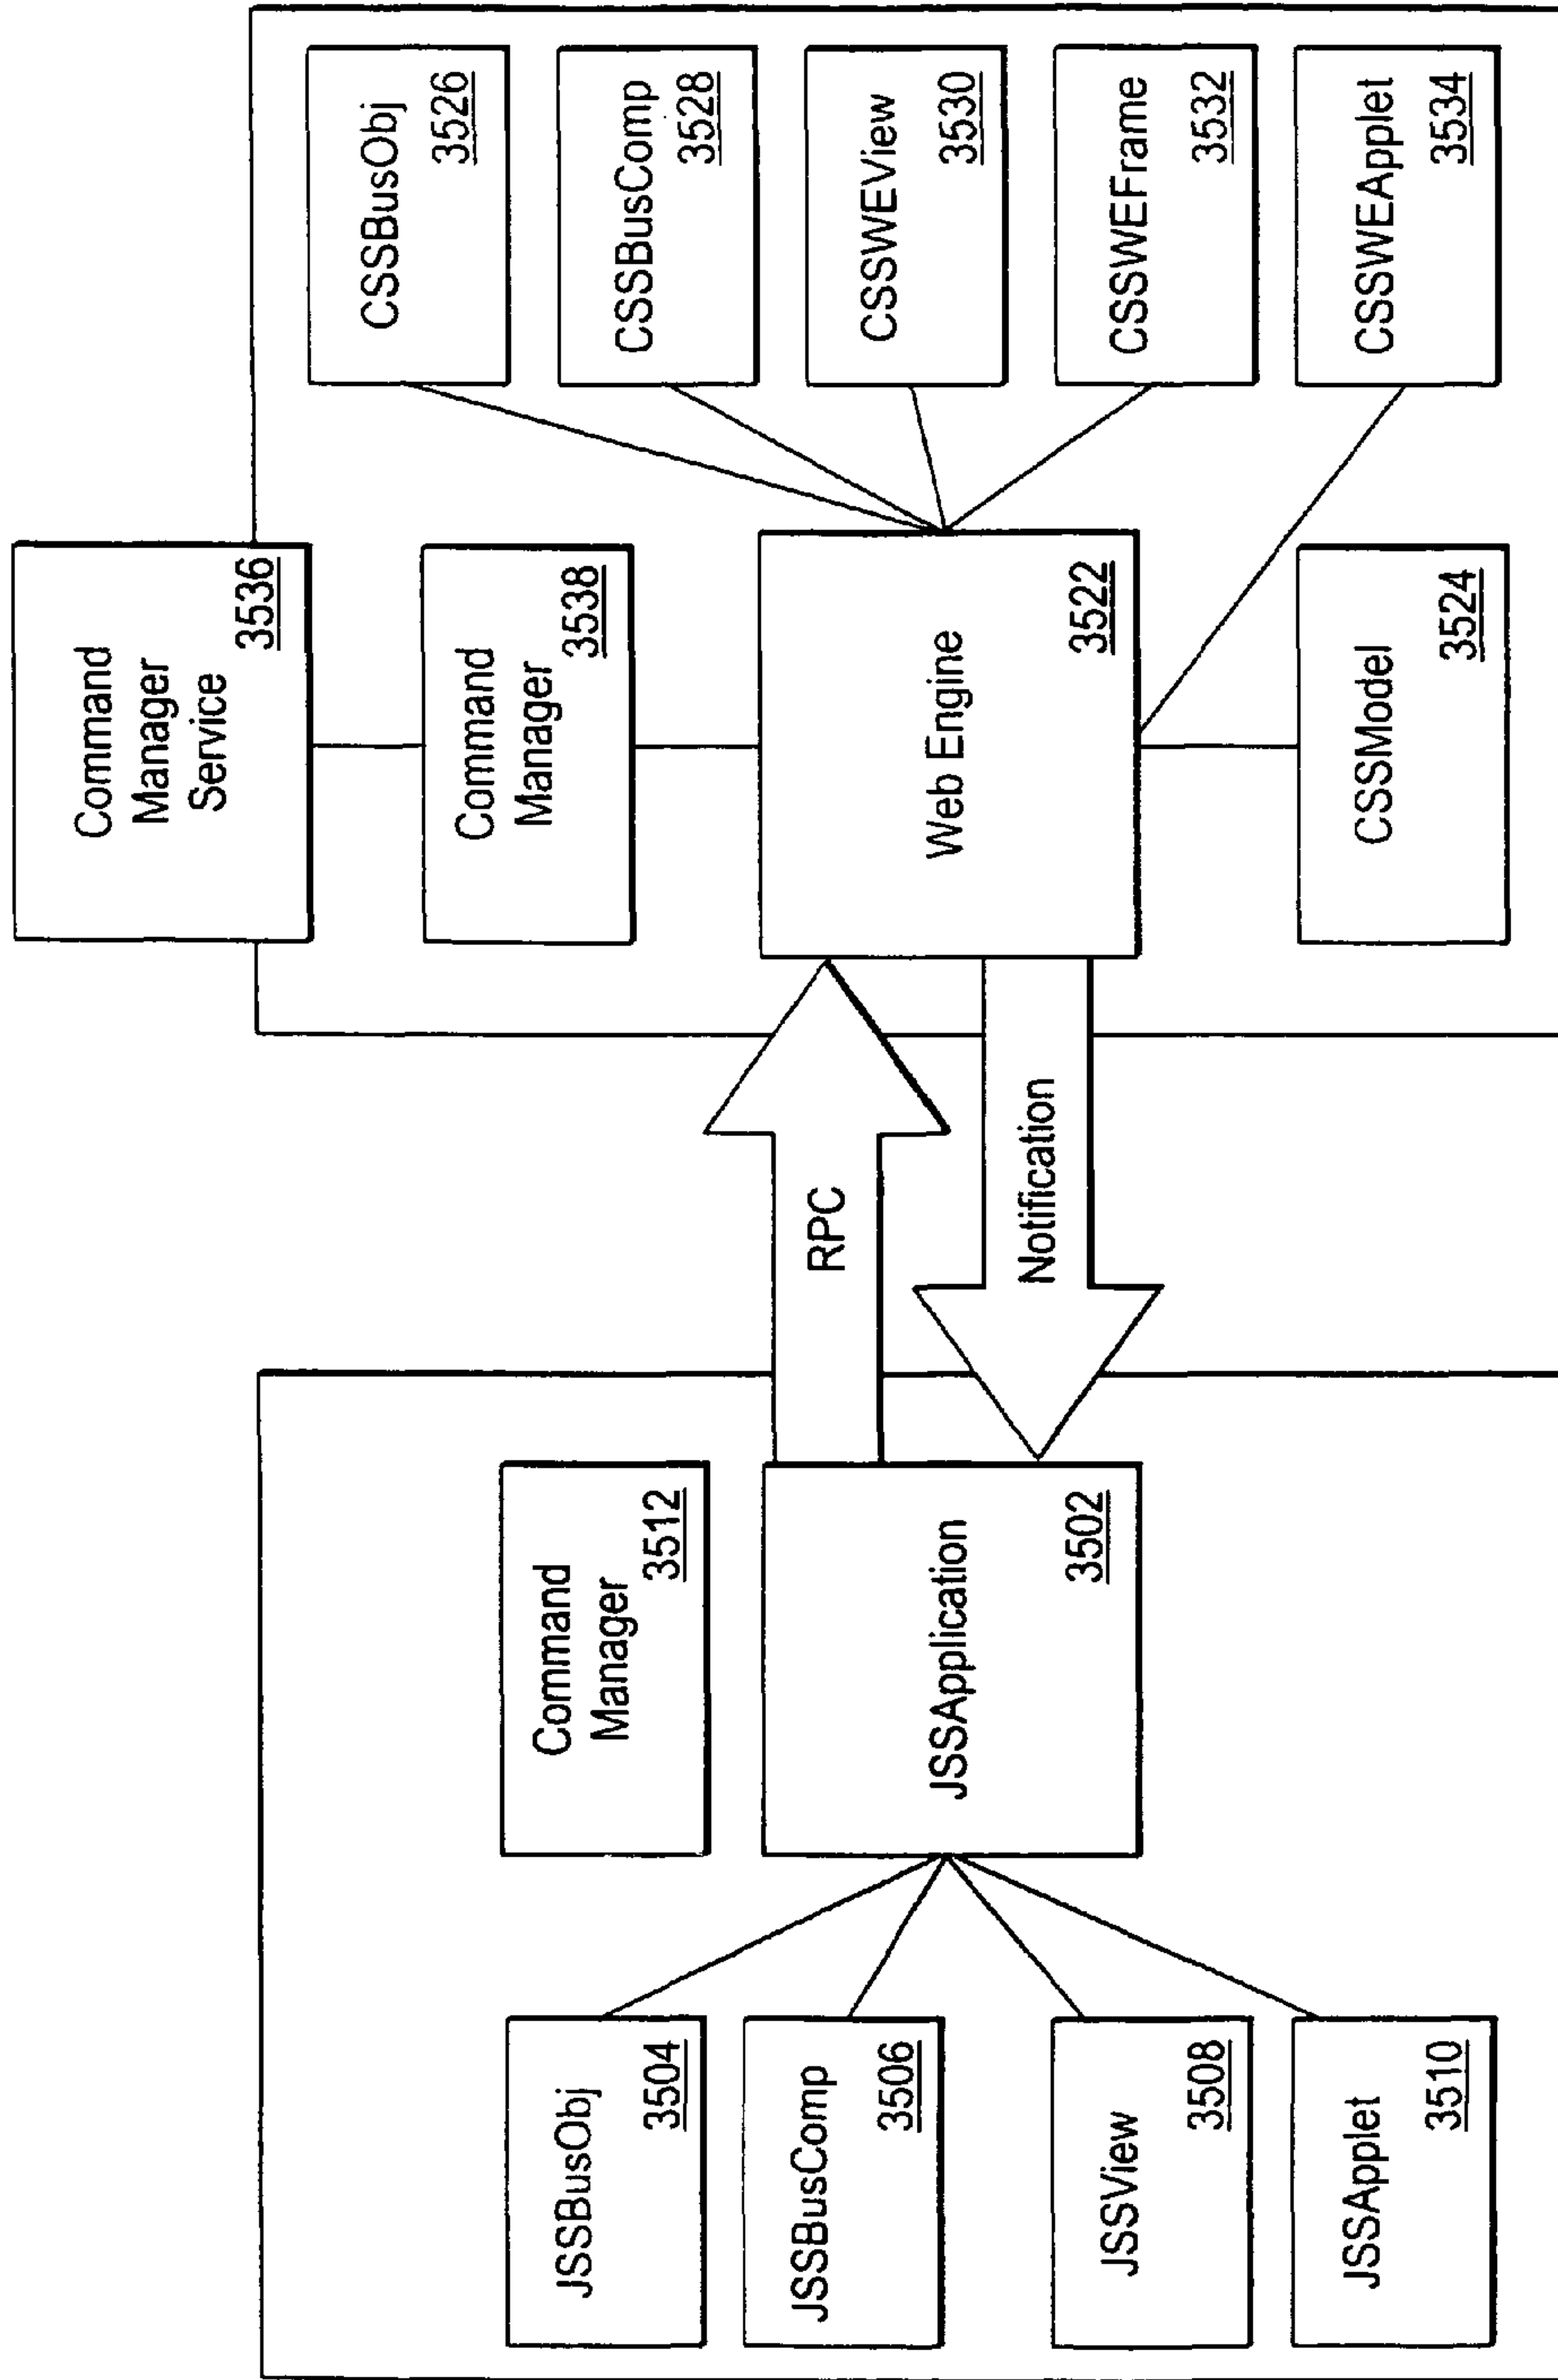 JSSBusObj
3504
JSSBusComp
3506
JSSView
3508
JSSApplet
3510
Command
Manager
3512
JSSApplication
3502
RPC
Notification
Command
Manager
Service
3536
Command
Manager
3538
Web Engine
3522
CSSModel
3524
CSSBusObj
3526
CSSBusComp
3528
CSSWEView
3530
CSSWEFrame
3532
CSSWEApplet
3534